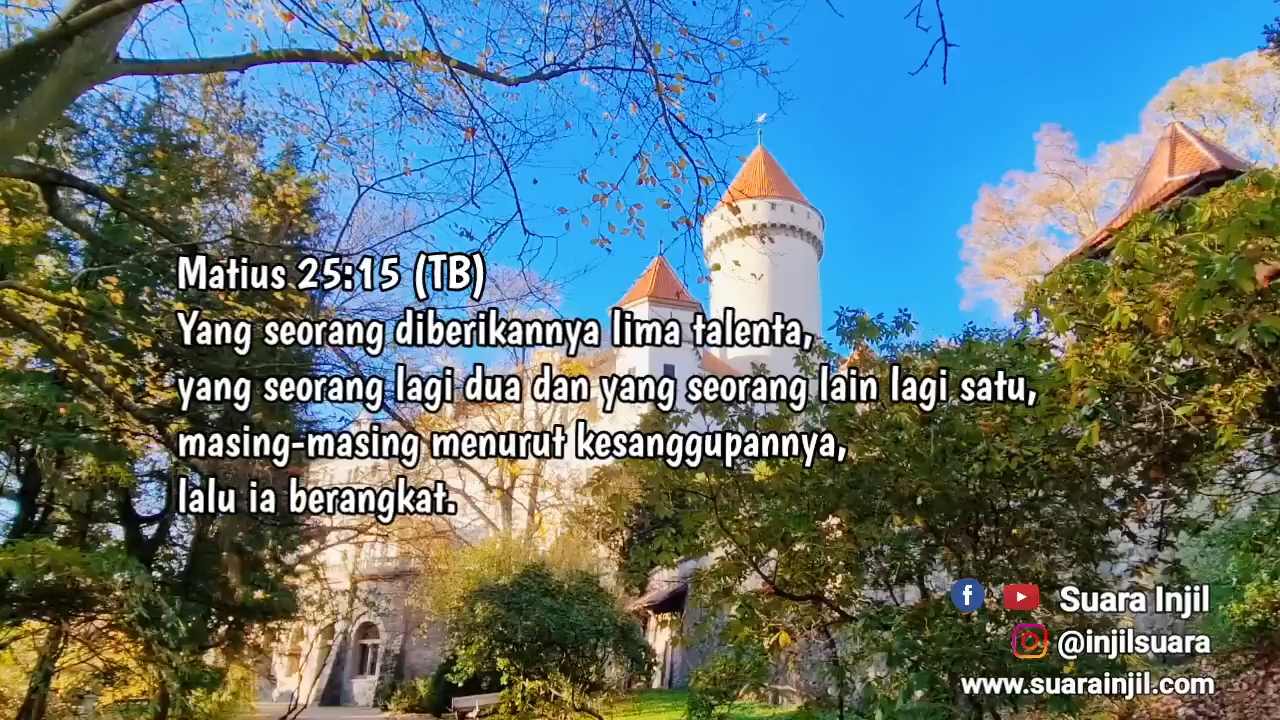 Matius 25:15 (TB)
Yang seorang diberikannya lima talenta,
yang seorang lagi dua dan yang seorang lain lagi satu,
masing-masing menurut kesanggupannya,
lalu ia berangkat.
Suara Injil
@injilsuara
www.suarainjil.com